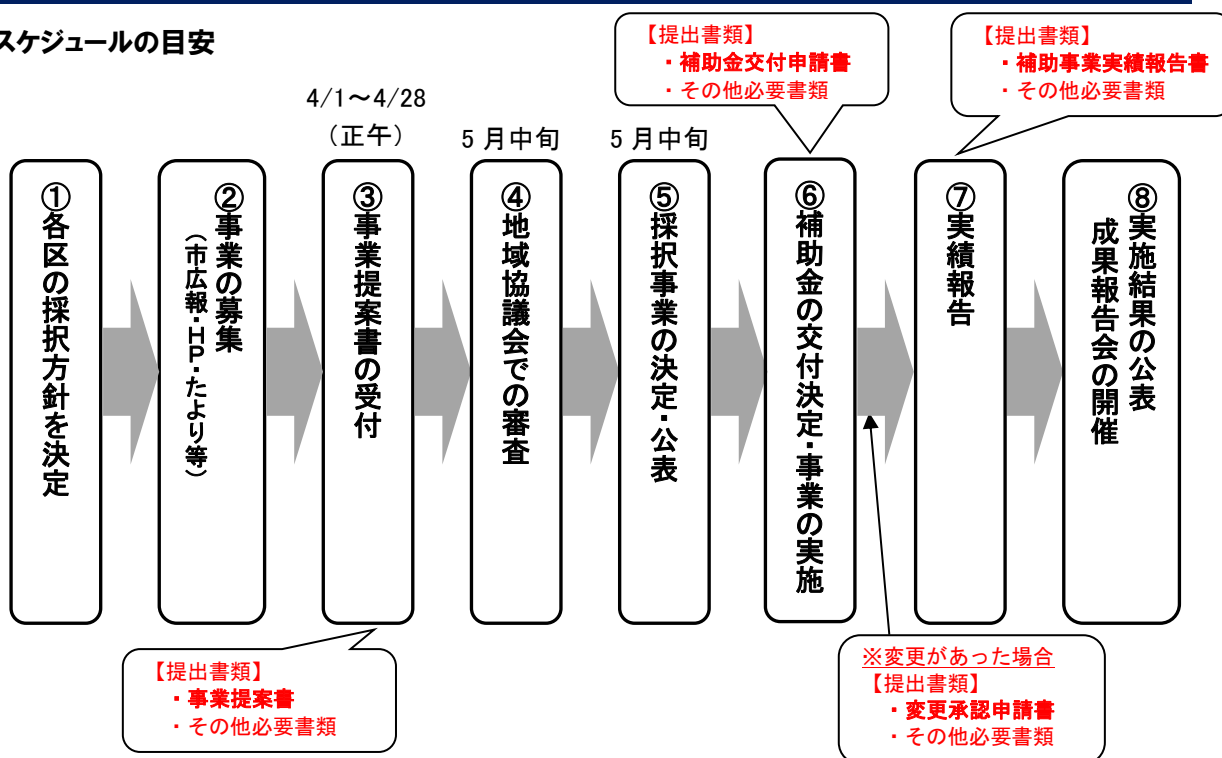 スケジュールの目安
【提出書類】
・補助金交付申請書
・その他必要書類
【提出書類】
・補助事業実績報告書
・その他必要書類
4/1～4/28
（正午）
5月中旬
5月中旬
①各区の採択方針を決定
②事業の募集
（市広報・HP・たより等）
③事業提案書の受付
④地域協議会での審査
⑤採択事業の決定・公表
⑥補助金の交付決定・事業の実施
⑦実績報告
⑧実施結果の公表
成果報告会の開催
【提出書類】
・事業提案書
・その他必要書類
※変更があった場合
【提出書類】
・変更承認申請書
・その他必要書類